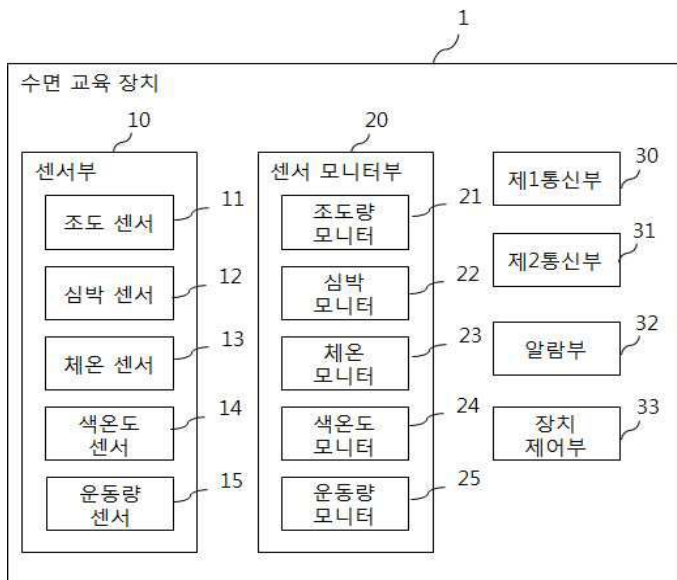 1
수면 교육 장치
10
센서부
조도 센서
11
심박 센서
12
체온 센서
13
색온도
센서
14
운동량
센서
15
20
센서 모니터부
조도량
모니터
21
심박
모니터
22
체온
모니터
23
색온도
모니터
24
운동량
모니터
25
제1통신부
30
제2통신부
31
알람부
32
장치
제어부
33